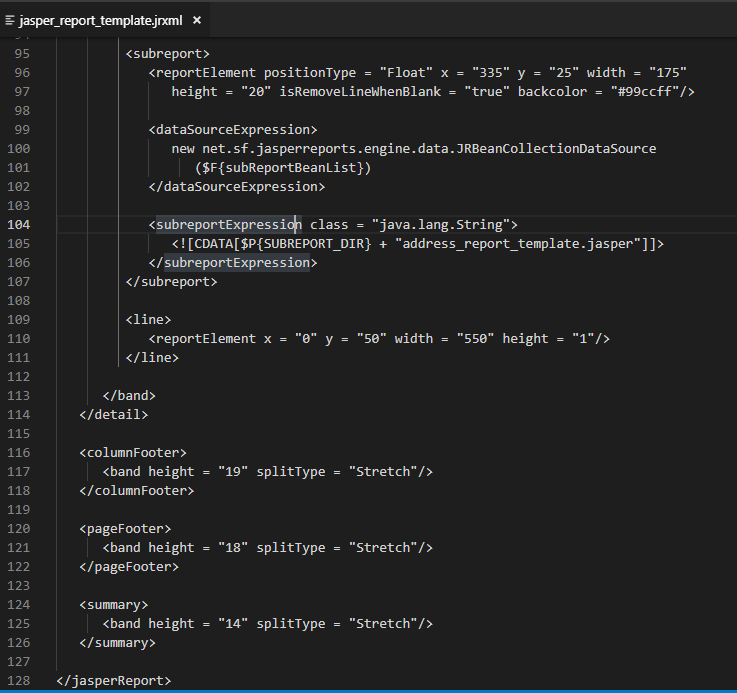 jasper_report_template.jrxml ×
95 <subreport>
96 <reportElement positionType = "Float" x = "335" y = "25" width = "175"
97 height = "20" isRemoveLineWhenBlank = "true" backcolor = "#99ccff"/>
98
99 <dataSourceExpression>
100 new net.sf.jasperreports.engine.data.JRBeanCollectionDataSource
101 ($F{subReportBeanList})
102 </dataSourceExpression>
103
104 <subreportExpression class = "java.lang.String">
105 <![CDATA[$P{SUBREPORT_DIR} + "address_report_template.jasper"]]>
106 </subreportExpression>
107 </subreport>
108
109 <line>
110 <reportElement x = "0" y = "50" width = "550" height = "1"/>
111 </line>
112
113 </band>
114 </detail>
115
116 <columnFooter>
117 <band height = "19" splitType = "Stretch"/>
118 </columnFooter>
119
120 <pageFooter>
121 <band height = "18" splitType = "Stretch"/>
122 </pageFooter>
123
124 <summary>
125 <band height = "14" splitType = "Stretch"/>
126 </summary>
127
128 </jasperReport>